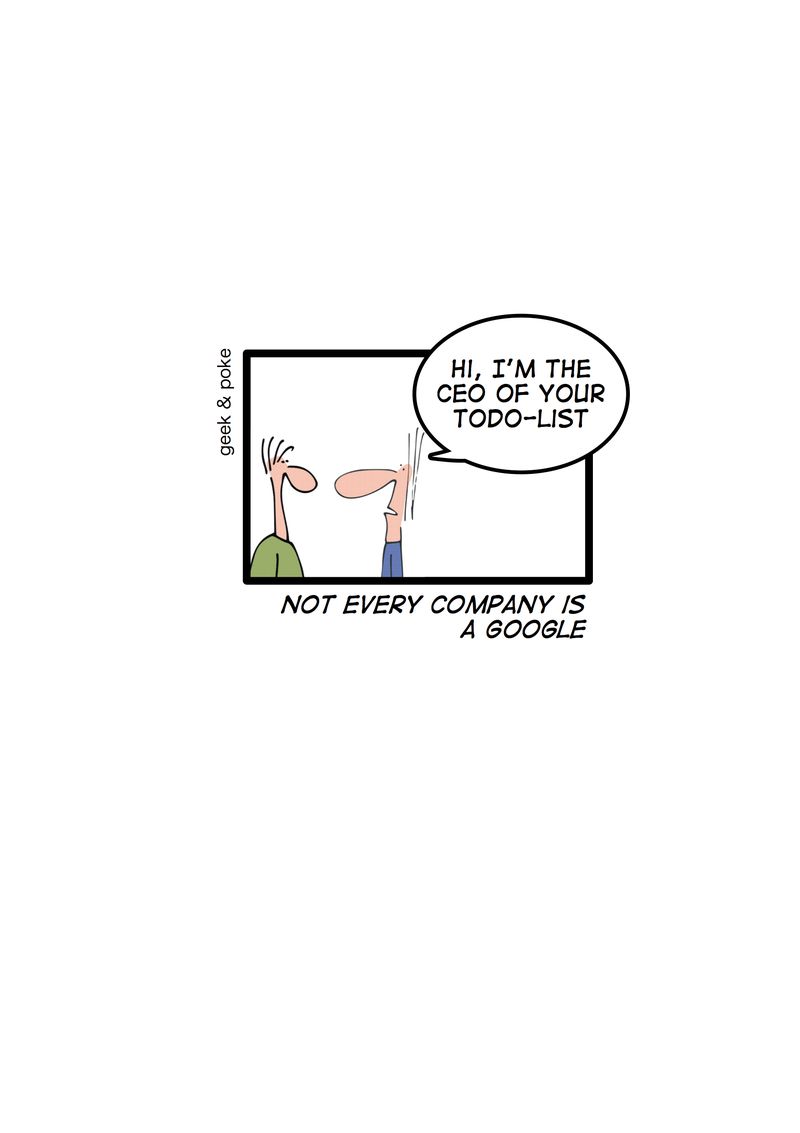 geek & poke
HI, I'M THE
CEO OF YOUR
TODO-LIST
NOT EVERY COMPANY IS
A GOOGLE